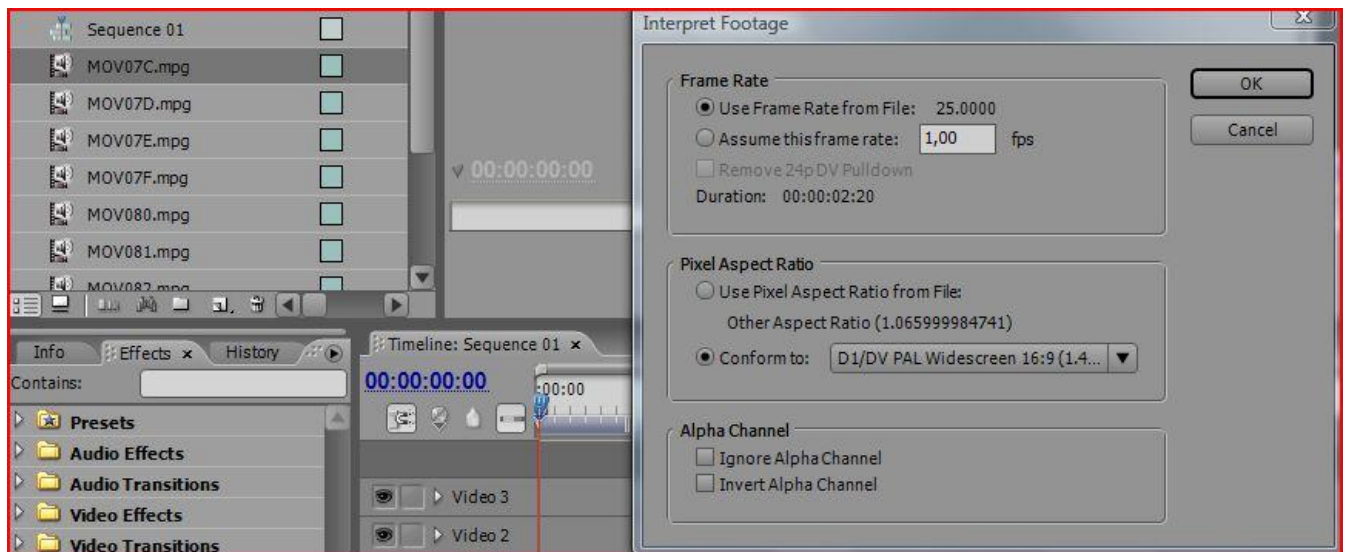 Sequence 01
MOV07C.mpg
MOV07D.mpg
MOV07E.mpg
MOV07F.mpg
MOV080.mpg
MOV081.mpg
MOV082.mpg
00:00:00:00
Info
Effects x
History
Contains:
Presets
Audio Effects
Audio Transitions
Video Effects
Video Transitions
Timeline: Sequence 01 x
00:00:00:00
:00:00
Video 3
Video 2
Interpret Footage
Frame Rate
Use Frame Rate from File: 25.0000
Assume this frame rate: 1,00 fps
Remove 24p DV Pulldown
Duration: 00:00:02:20
Pixel Aspect Ratio
Use Pixel Aspect Ratio from File:
Other Aspect Ratio (1.065999984741)
Conform to: D1/DV PAL Widescreen 16:9 (1.4...
Alpha Channel
Ignore Alpha Channel
Invert Alpha Channel
OK
Cancel